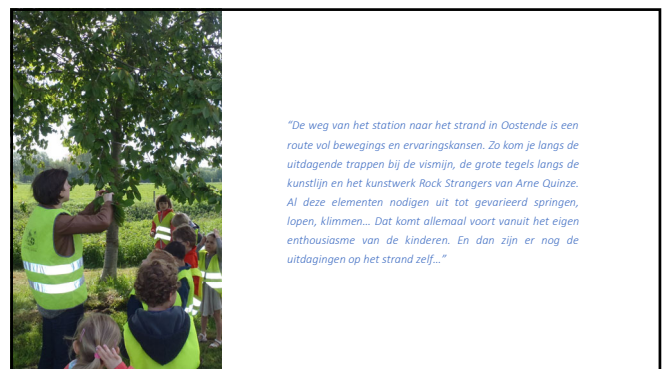 “De weg van het station naar het strand in Oostende is een
route vol bewegings en ervaringskansen. Zo kom je langs de
uitdagende trappen bij de vismijn, de grote tegels langs de
kunstlijn en het kunstwerk Rock Strangers van Arne Quinze.
Al deze elementen nodigen uit tot gevarieerd springen,
lopen, klimmen… Dat komt allemaal voort vanuit het eigen
enthousiasme van de kinderen. En dan zijn er nog de
uitdagingen op het strand zelf…”